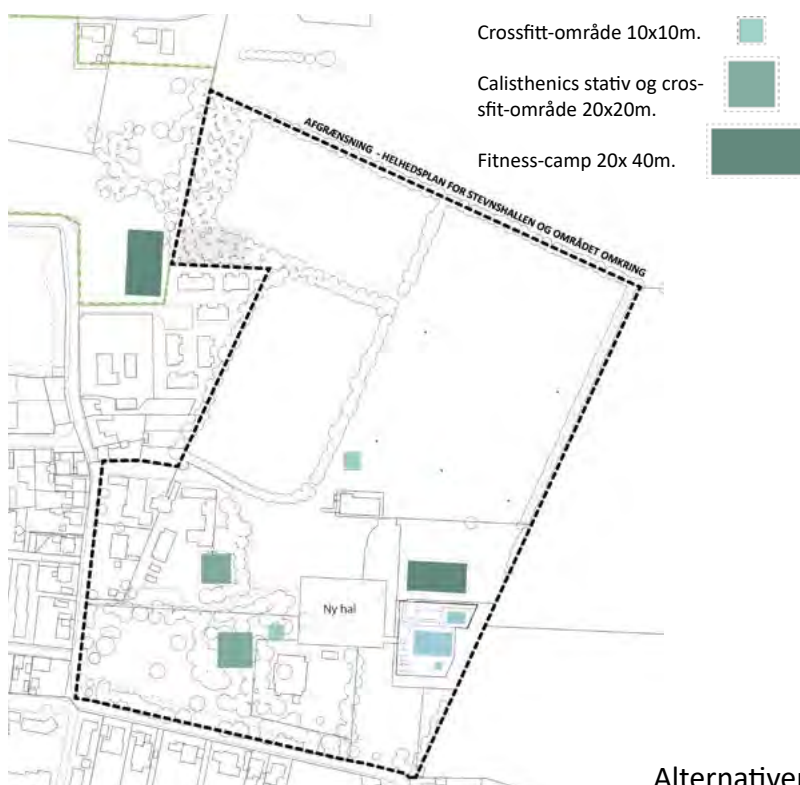 Crossfitt-område 10x10m.
Calisthenics stativ og cros-
sfit-område 20x20m.
Fitness-camp 20x 40m.
AFGRÆNSNING - HELHEDSPLAN FOR STEVNSHALLEN OG OMRÅDET OMKRING
Ny hal
Alternativer